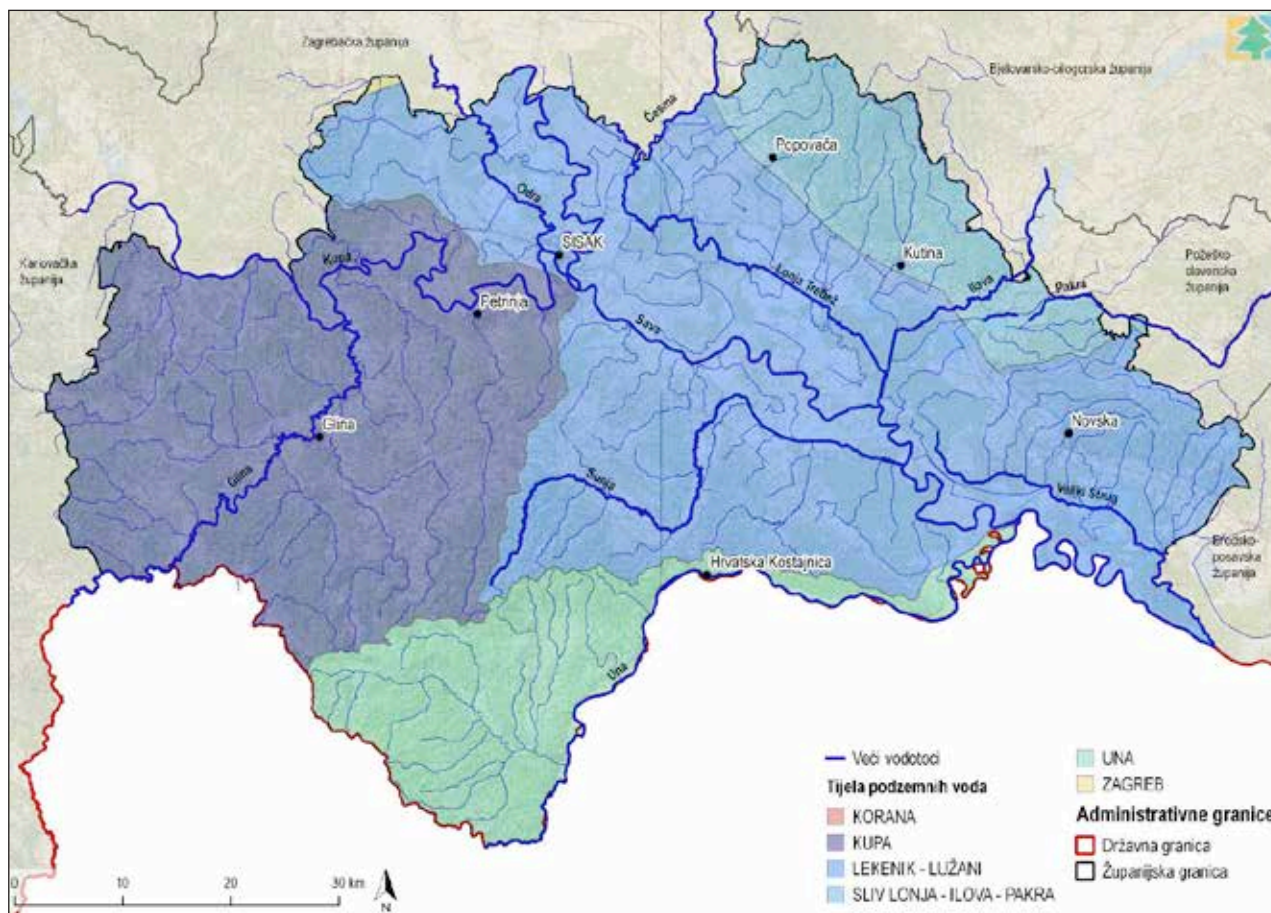 Zagrebačka županija
Bjelovarsko-bilogorska županija
Česma
Popovača
Odra
SISAK
Kupa
Kutina
Lonja Trebež
Ilova
Pakra
Požeško-
slavonska
županija
Karlovačka
županija
Petrinja
Sava
Glina
Glina
Novska
Sunja
Veliki Strug
Hrvatska Kostajnica
Brodsko-
posavska
županija
Una
Veći vodotoci
Tijela podzemnih voda
KORANA
KUPA
LEKENIK - LUŽANI
SLIV LONJA - ILOVA - PAKRA
UNA
ZAGREB
Administrativne granice
Državna granica
Županijska granica
0 10 20 30 km
N